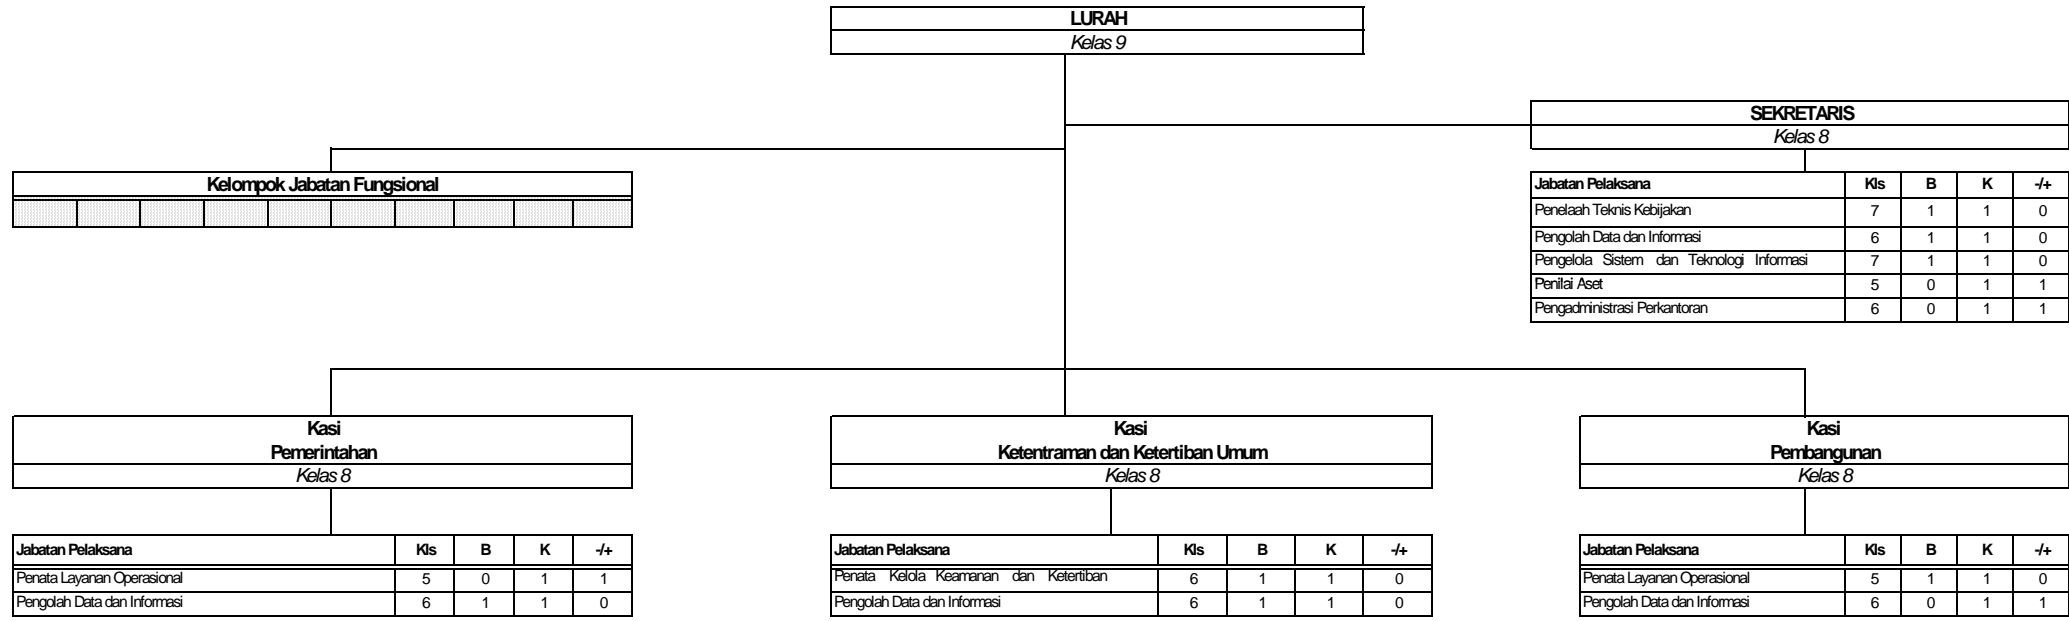 LURAH
Kelas 9
SEKRETARIS
Kelas 8
Kelompok Jabatan Fungsional
Jabatan Pelaksana Kls B K -/+
Penelaah Teknis Kebijakan 7 1 1 0
Pengolah Data dan Informasi 6 1 1 0
Pengelola Sistem dan Teknologi Informasi 7 1 1 0
Penilai Aset 5 0 1 1
Pengadministrasi Perkantoran 6 0 1 1
Kasi
Pemerintahan
Kelas 8
Jabatan Pelaksana Kls B K -/+
Penata Layanan Operasional 5 0 1 1
Pengolah Data dan Informasi 6 1 1 0
Kasi
Ketentraman dan Ketertiban Umum
Kelas 8
Jabatan Pelaksana Kls B K -/+
Penata Kelola Keamanan dan Ketertiban 6 1 1 0
Pengolah Data dan Informasi 6 1 1 0
Kasi
Pembangunan
Kelas 8
Jabatan Pelaksana Kls B K -/+
Penata Layanan Operasional 5 1 1 0
Pengolah Data dan Informasi 6 0 1 1